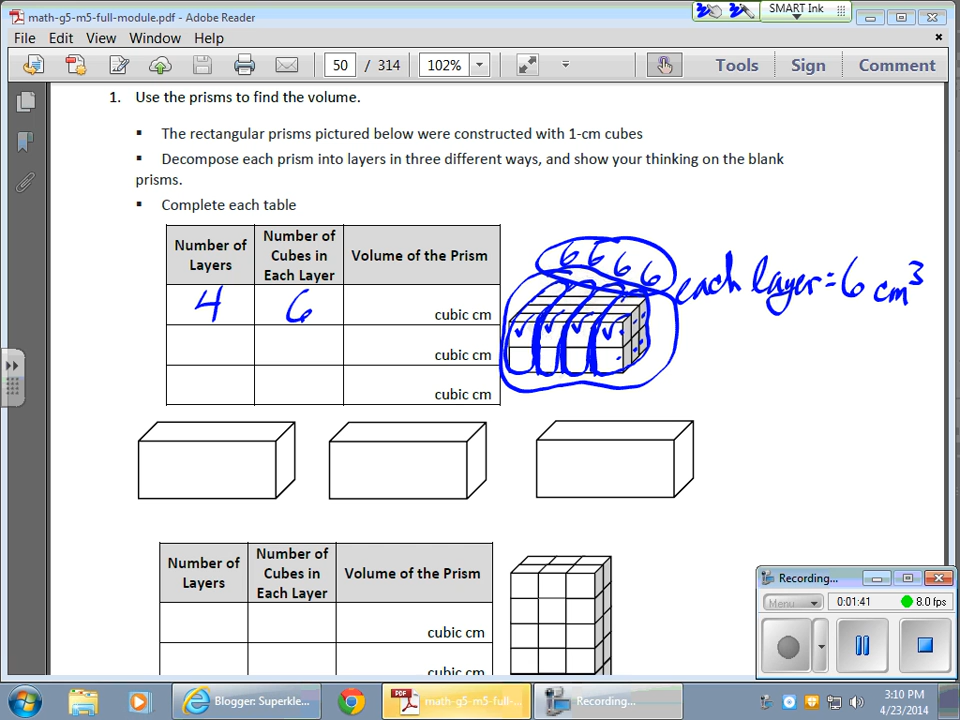 math-g5-m5-full-module.pdf - Adobe Reader
SMART Ink
File Edit View Window Help
50 / 314 102% Tools Sign Comment
1. Use the prisms to find the volume.
▪ The rectangular prisms pictured below were constructed with 1-cm cubes
▪ Decompose each prism into layers in three different ways, and show your thinking on the blank
prisms.
▪ Complete each table
Number of Layers Number of Cubes in Each Layer Volume of the Prism
6 6 6 6
each layer = 6 cm³
4 6 cubic cm
cubic cm
cubic cm
Number of Layers Number of Cubes in Each Layer Volume of the Prism
cubic cm
cubic cm
Recording...
Menu 0:01:41 8.0 fps
Blogger: Superkle... math-g5-m5-full-... Recording...
3:10 PM
4/23/2014